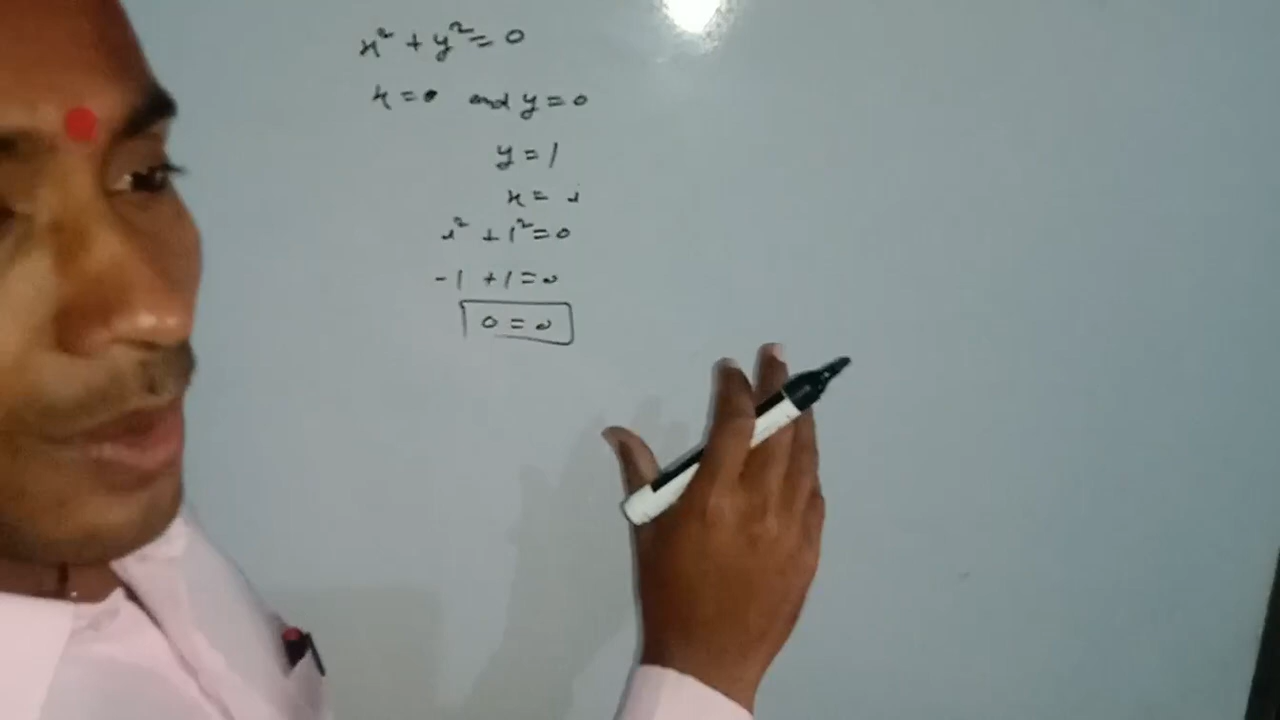 x² + y² = 0
x = 0 and y = 0
y = 1
x = i
i² + 1² = 0
-1 + 1 = 0
0 = 0